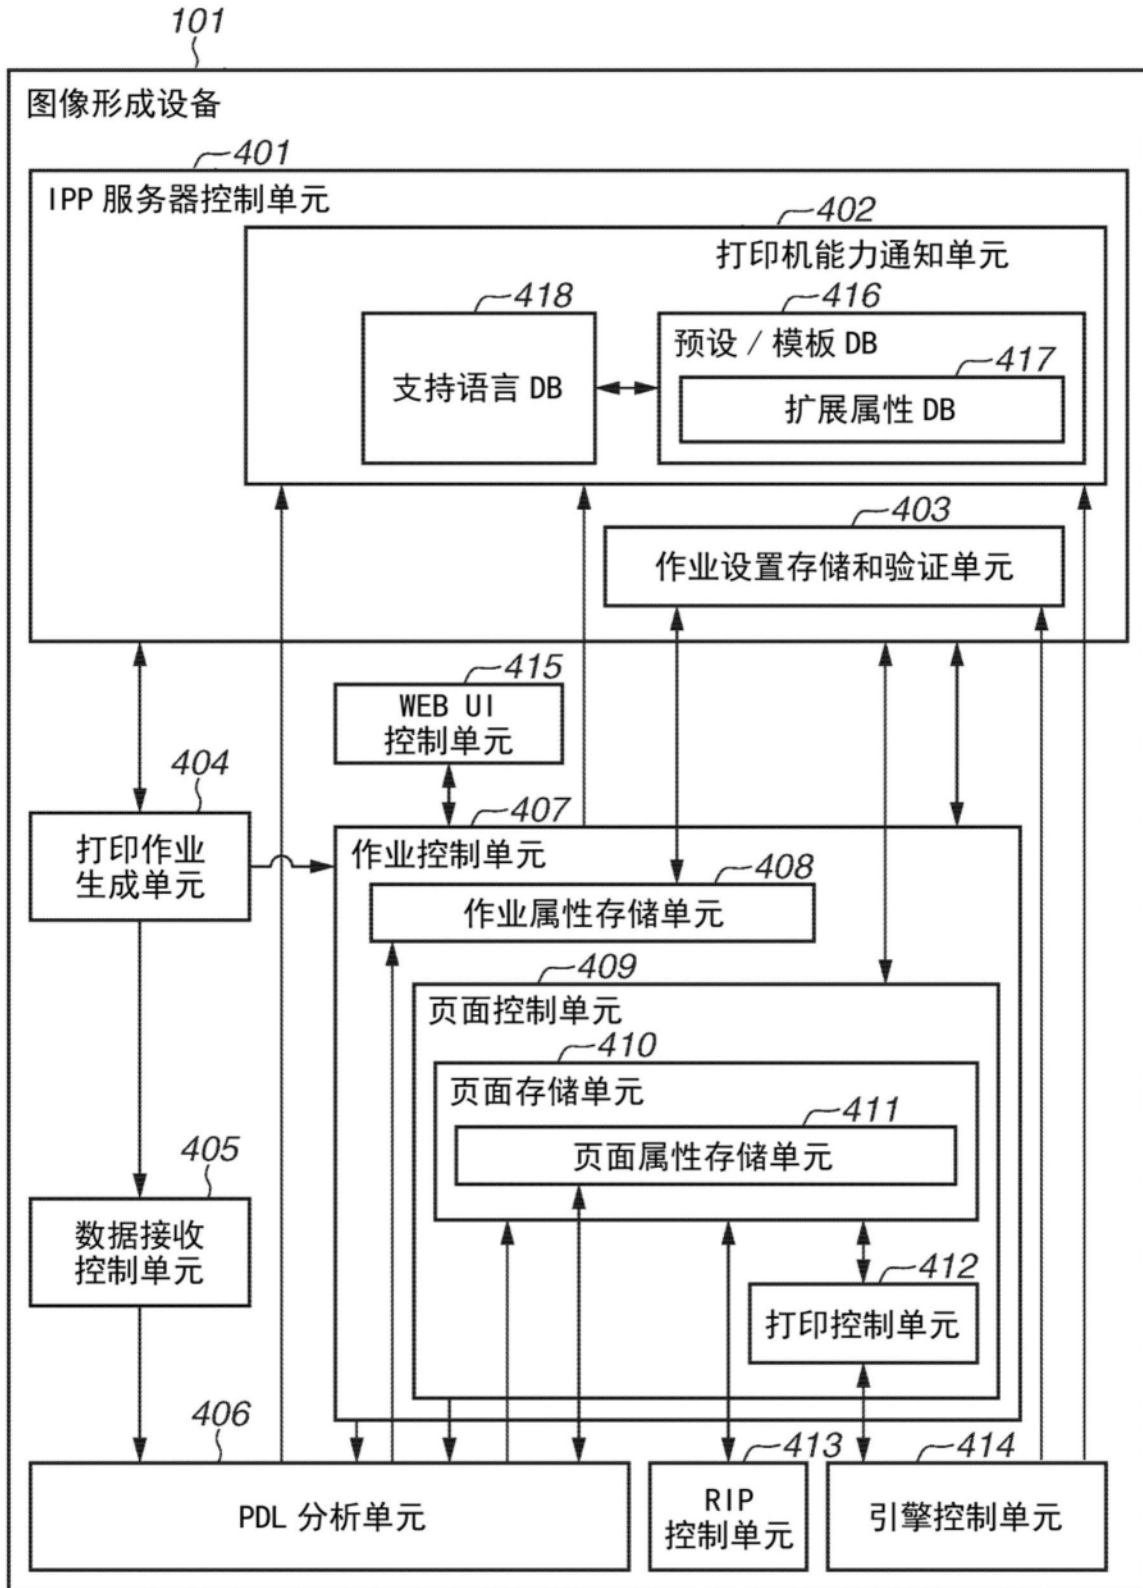 101
图像形成设备
401
IPP 服务器控制单元
402
打印机能力通知单元
418
416
支持语言 DB
预设 / 模板 DB
417
扩展属性 DB
403
作业设置存储和验证单元
415
WEB UI
控制单元
404
打印作业
生成单元
407
作业控制单元
408
作业属性存储单元
409
页面控制单元
410
页面存储单元
411
页面属性存储单元
405
数据接收
控制单元
412
打印控制单元
406
PDL 分析单元
413
RIP
控制单元
414
引擎控制单元